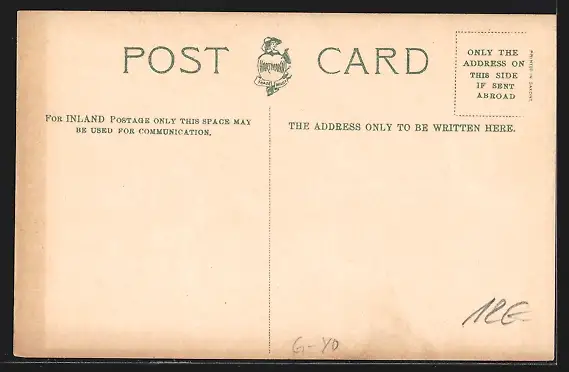 POST CARD
ONLY THE
ADDRESS ON
THIS SIDE
IF SENT
ABROAD
FOR INLAND POSTAGE ONLY THIS SPACE MAY
BE USED FOR COMMUNICATION.
THE ADDRESS ONLY TO BE WRITTEN HERE.
G-YO